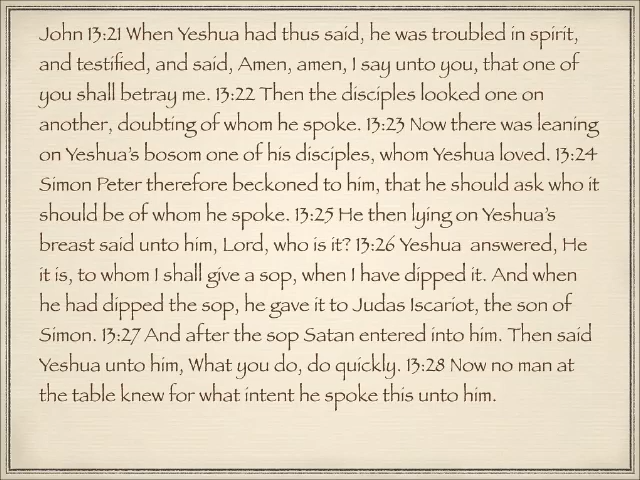 John 13:21 When Yeshua had thus said, he was troubled in spirit,
and testified, and said, Amen, amen, I say unto you, that one of
you shall betray me. 13:22 Then the disciples looked one on
another, doubting of whom he spoke. 13:23 Now there was leaning
on Yeshua's bosom one of his disciples, whom Yeshua loved. 13:24
Simon Peter therefore beckoned to him, that he should ask who it
should be of whom he spoke. 13:25 He then lying on Yeshua's
breast said unto him, Lord, who is it? 13:26 Yeshua  answered, He
it is, to whom I shall give a sop, when I have dipped it. And when
he had dipped the sop, he gave it to Judas Iscariot, the son of
Simon. 13:27 And after the sop Satan entered into him. Then said
Yeshua unto him, What you do, do quickly. 13:28 Now no man at
the table knew for what intent he spoke this unto him.